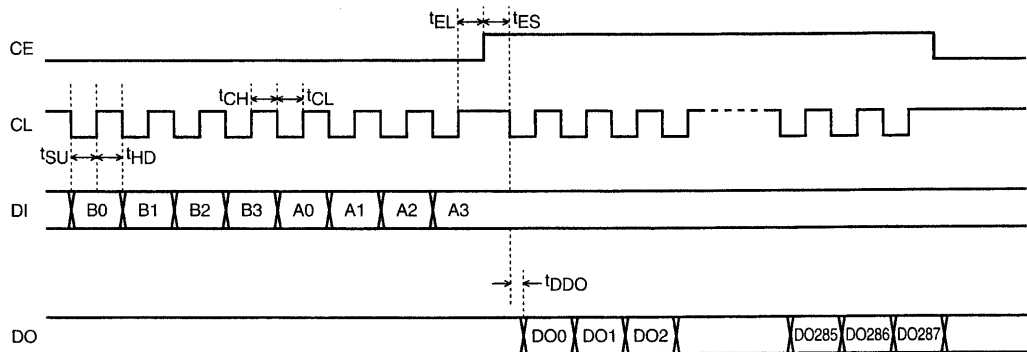 tEL tES
CE
tCH tCL
CL
tSU tHD
DI B0 B1 B2 B3 A0 A1 A2 A3
tDDO
DO DO0 DO1 DO2 DO285 DO286 DO287